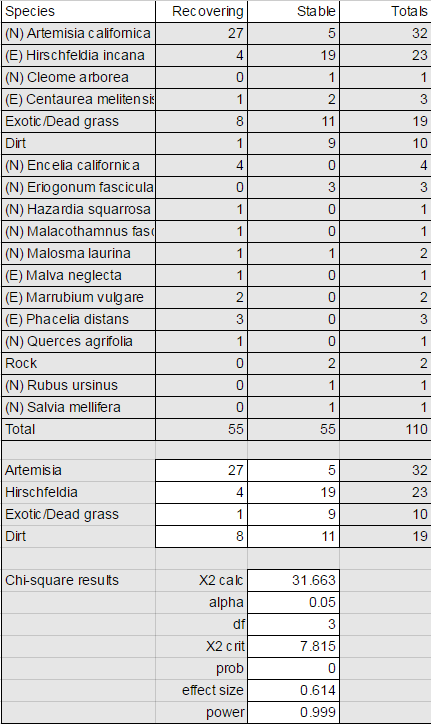 Species Recovering Stable Totals
(N) Artemisia californica 27 5 32
(E) Hirschfeldia incana 4 19 23
(N) Cleome arborea 0 1 1
(E) Centaurea melitensis 1 2 3
Exotic/Dead grass 8 11 19
Dirt 1 9 10
(N) Encelia californica 4 0 4
(N) Eriogonum fascicula 0 3 3
(N) Hazardia squarrosa 1 0 1
(N) Malacothamnus fasc 1 0 1
(N) Malosma laurina 1 1 2
(E) Malva neglecta 1 0 1
(E) Marrubium vulgare 2 0 2
(E) Phacelia distans 3 0 3
(N) Querces agrifolia 1 0 1
Rock 0 2 2
(N) Rubus ursinus 0 1 1
(N) Salvia mellifera 0 1 1
Total 55 55 110
Artemisia 27 5 32
Hirschfeldia 4 19 23
Exotic/Dead grass 1 9 10
Dirt 8 11 19
Chi-square results X2 calc 31.663
alpha 0.05
df 3
X2 crit 7.815
prob 0
effect size 0.614
power 0.999